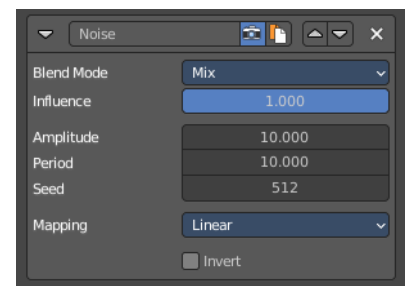 Noise
Blend Mode Mix
Influence 1.000
Amplitude 10.000
Period 10.000
Seed 512
Mapping Linear
Invert